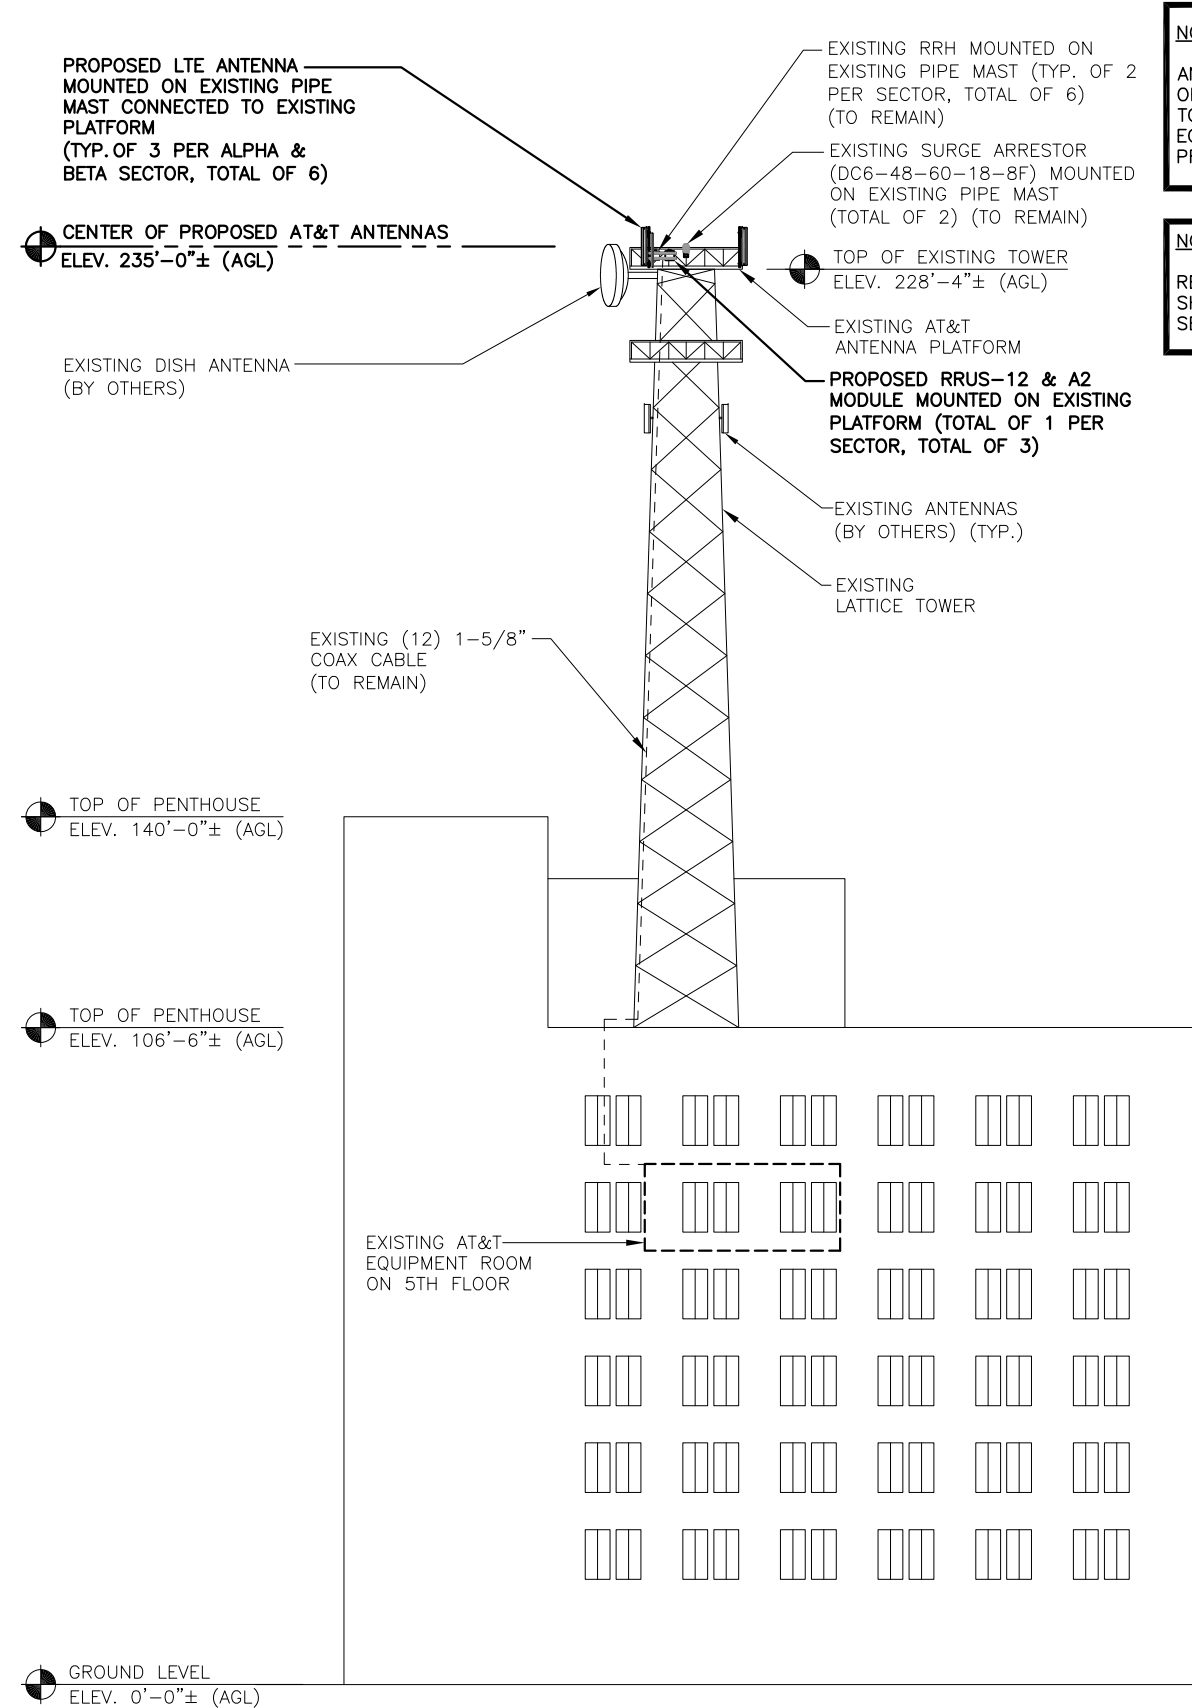 PROPOSED LTE ANTENNA
MOUNTED ON EXISTING PIPE
MAST CONNECTED TO EXISTING
PLATFORM
(TYP.OF 3 PER ALPHA &
BETA SECTOR, TOTAL OF 6)
CENTER OF PROPOSED AT&T ANTENNAS
ELEV. 235'-0"± (AGL)
EXISTING DISH ANTENNA
(BY OTHERS)
EXISTING RRH MOUNTED ON
EXISTING PIPE MAST (TYP. OF 2
PER SECTOR, TOTAL OF 6)
(TO REMAIN)
EXISTING SURGE ARRESTOR
(DC6-48-60-18-8F) MOUNTED
ON EXISTING PIPE MAST
(TOTAL OF 2) (TO REMAIN)
TOP OF EXISTING TOWER
ELEV. 228'-4"± (AGL)
EXISTING AT&T
ANTENNA PLATFORM
PROPOSED RRUS-12 & A2
MODULE MOUNTED ON EXISTING
PLATFORM (TOTAL OF 1 PER
SECTOR, TOTAL OF 3)
EXISTING ANTENNAS
(BY OTHERS) (TYP.)
EXISTING
LATTICE TOWER
EXISTING (12) 1-5/8"
COAX CABLE
(TO REMAIN)
TOP OF PENTHOUSE
ELEV. 140'-0"± (AGL)
TOP OF PENTHOUSE
ELEV. 106'-6"± (AGL)
EXISTING AT&T
EQUIPMENT ROOM
ON 5TH FLOOR
GROUND LEVEL
ELEV. 0'-0"± (AGL)